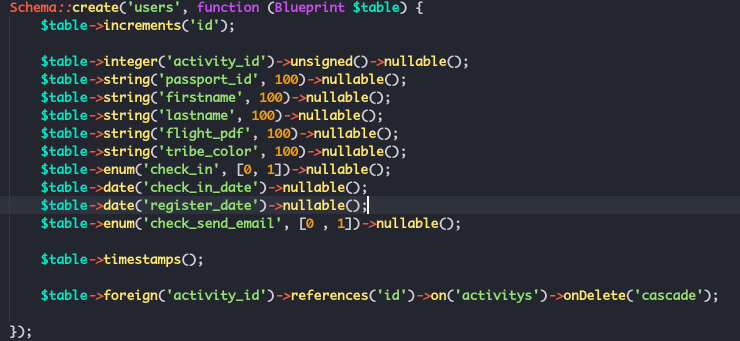 Schema::create('users', function (Blueprint $table) {
$table->increments('id');
$table->integer('activity_id')->unsigned()->nullable();
$table->string('passport_id', 100)->nullable();
$table->string('firstname', 100)->nullable();
$table->string('lastname', 100)->nullable();
$table->string('flight_pdf', 100)->nullable();
$table->string('tribe_color', 100)->nullable();
$table->enum('check_in', [0, 1])->nullable();
$table->date('check_in_date')->nullable();
$table->date('register_date')->nullable();
$table->enum('check_send_email', [0 , 1])->nullable();
$table->timestamps();
$table->foreign('activity_id')->references('id')->on('activitys')->onDelete('cascade');
});